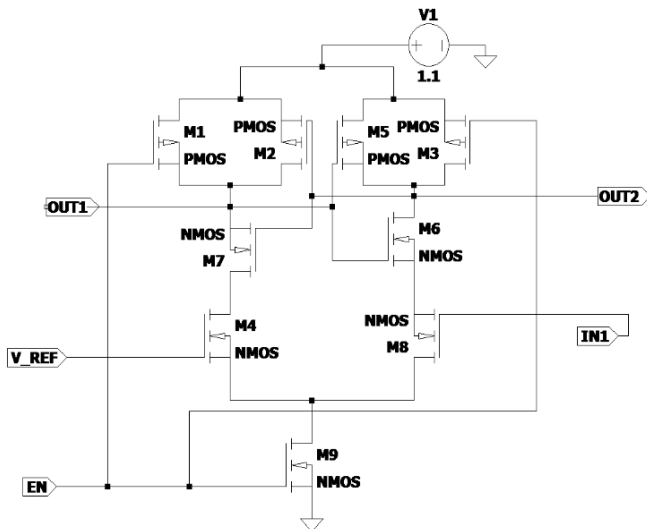 V1
1.1
M1
PMOS
PMOS
M2
M5
PMOS
PMOS
M3
OUT1
OUT2
NMOS
M7
M6
NMOS
M4
NMOS
NMOS
M8
V_REF
IN1
M9
NMOS
EN